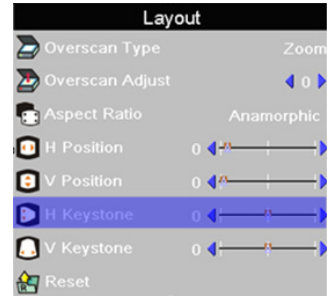 Layout
Overscan Type Zoom
Overscan Adjust 0
Aspect Ratio Anamorphic
H Position 0
V Position 0
H Keystone 0
V Keystone 0
Reset